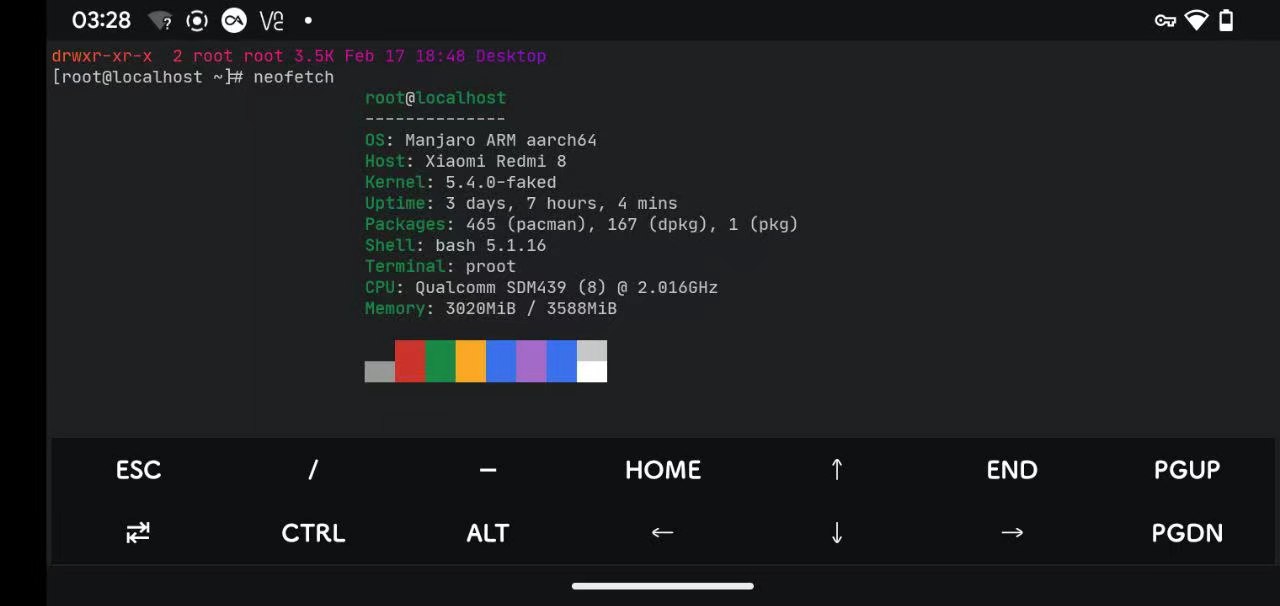 03:28
drwxr-xr-x 2 root root 3.5K Feb 17 18:48 Desktop
[root@localhost ~]# neofetch
root@localhost
--------------
OS: Manjaro ARM aarch64
Host: Xiaomi Redmi 8
Kernel: 5.4.0-faked
Uptime: 3 days, 7 hours, 4 mins
Packages: 465 (pacman), 167 (dpkg), 1 (pkg)
Shell: bash 5.1.16
Terminal: proot
CPU: Qualcomm SDM439 (8) @ 2.016GHz
Memory: 3020MiB / 3588MiB
ESC / — HOME ↑ END PGUP
⇄ CTRL ALT ← ↓ → PGDN